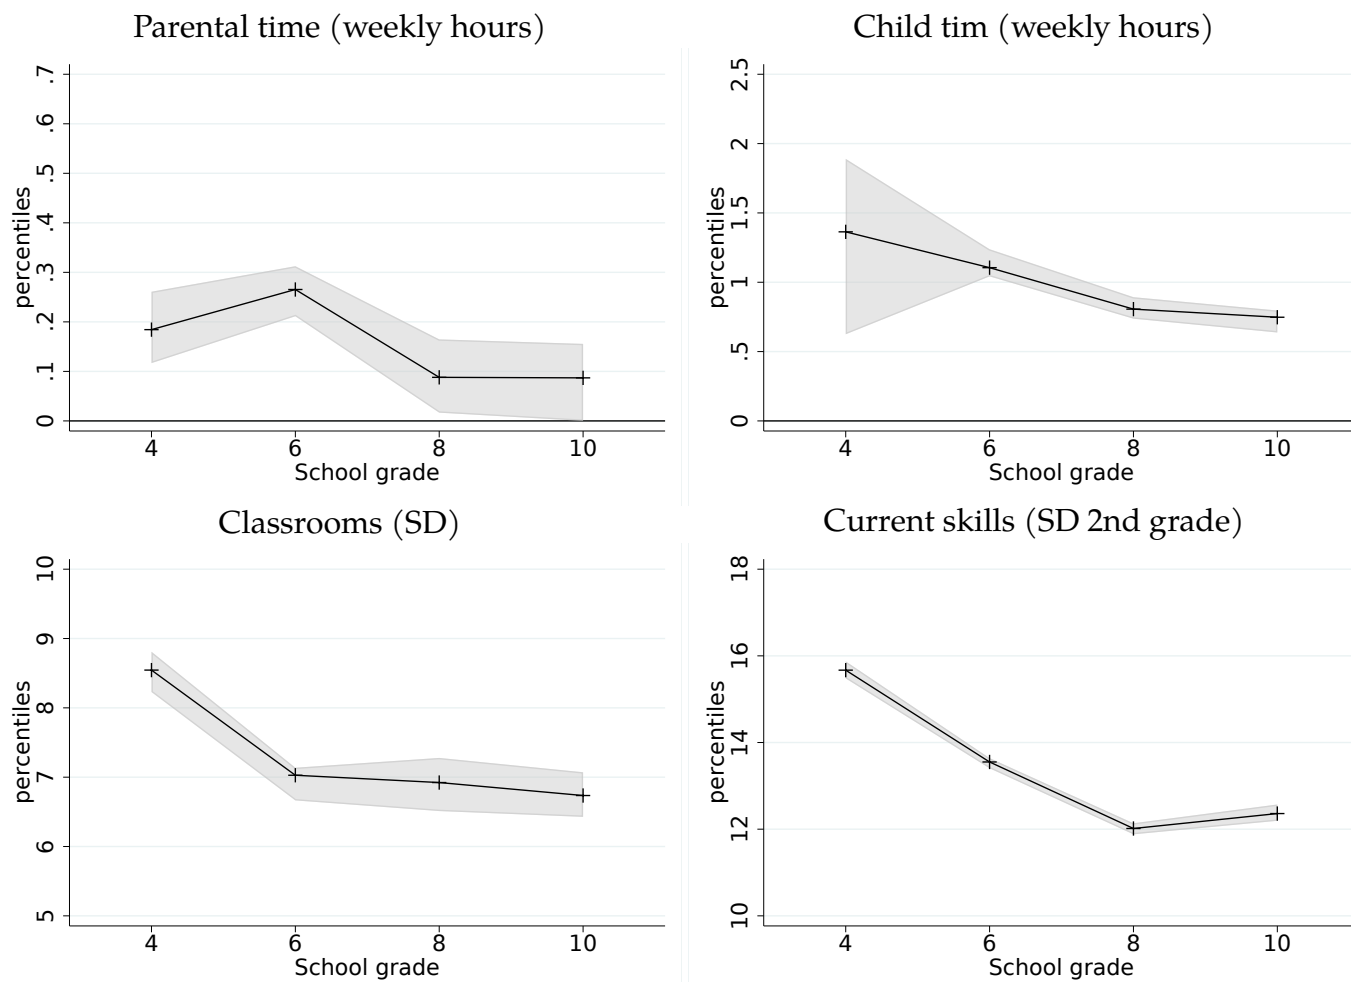 Parental time (weekly hours)
percentiles
.7
.6
.5
.4
.3
.2
.1
0
4 6 8 10
School grade
Child tim (weekly hours)
percentiles
2.5
2
1.5
1
.5
0
4 6 8 10
School grade
Classrooms (SD)
percentiles
10
9
8
7
6
5
4 6 8 10
School grade
Current skills (SD 2nd grade)
percentiles
18
16
14
12
10
4 6 8 10
School grade